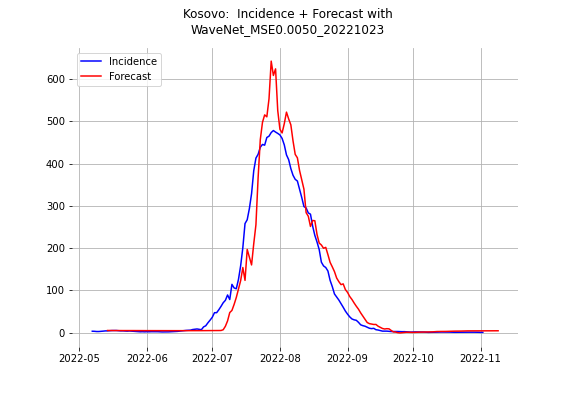 Kosovo:  Incidence + Forecast with
WaveNet_MSE0.0050_20221023
Incidence
Forecast
600
500
400
300
200
100
0
2022-05 2022-06 2022-07 2022-08 2022-09 2022-10 2022-11